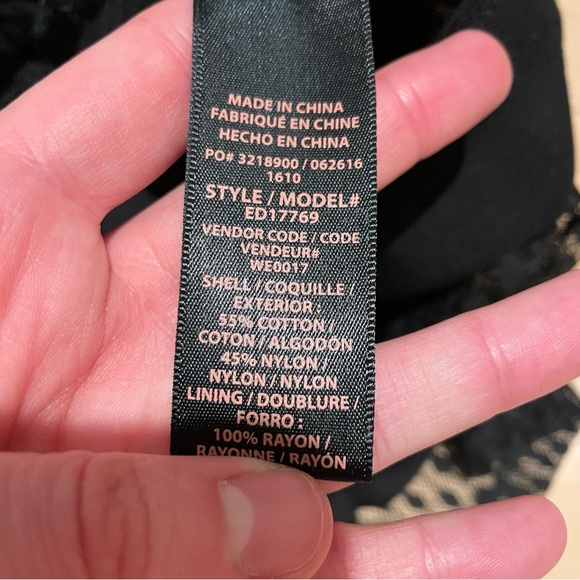 MADE IN CHINA
FABRIQUÉ EN CHINE
HECHO EN CHINA
PO# 3218900 / 062616
1610
STYLE / MODEL#
ED17769
VENDOR CODE / CODE
VENDEUR#
WE0017
SHELL / COQUILLE /
EXTERIOR :
55% COTTON /
COTON / ALGODON
45% NYLON /
NYLON / NYLON
LINING / DOUBLURE /
FORRO :
100% RAYON /
RAYONNE / RAYÓN